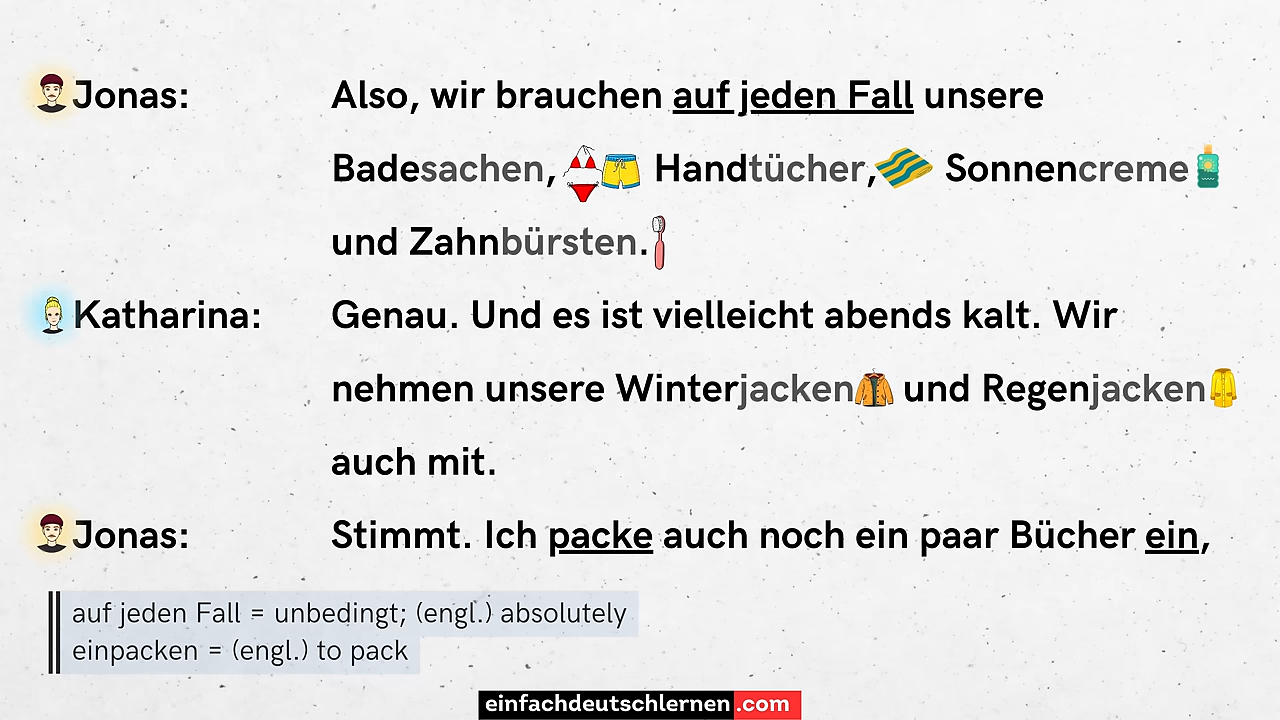 Jonas: Also, wir brauchen auf jeden Fall unsere
Badesachen, Handtücher, Sonnencreme
und Zahnbürsten.
Katharina: Genau. Und es ist vielleicht abends kalt. Wir
nehmen unsere Winterjacken und Regenjacken
auch mit.
Jonas: Stimmt. Ich packe auch noch ein paar Bücher ein,
auf jeden Fall = unbedingt; (engl.) absolutely
einpacken = (engl.) to pack
einfachdeutschlernen.com